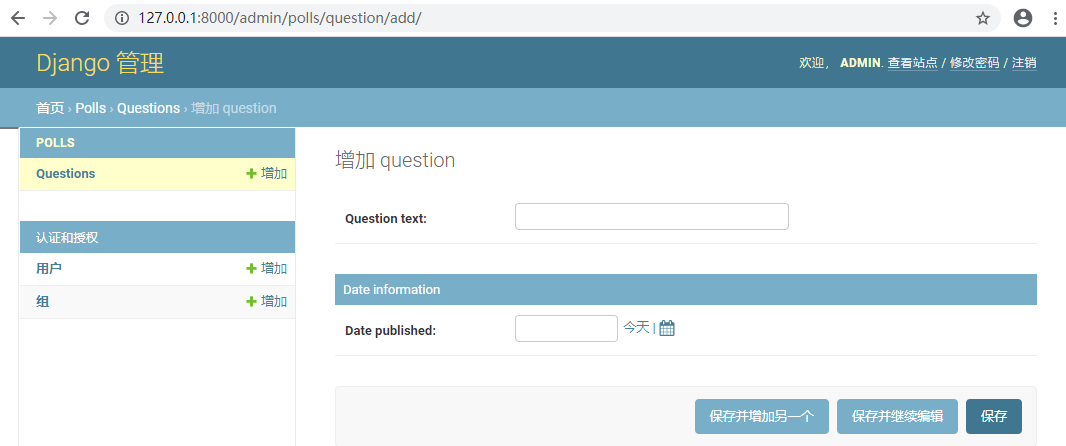 127.0.0.1:8000/admin/polls/question/add/
Django 管理
欢迎， ADMIN. 查看站点 / 修改密码 / 注销
首页 › Polls › Questions › 增加 question
POLLS
Questions 增加
认证和授权
用户 增加
组 增加
增加 question
Question text:
Date information
Date published: 今天 |
保存并增加另一个 保存并继续编辑 保存